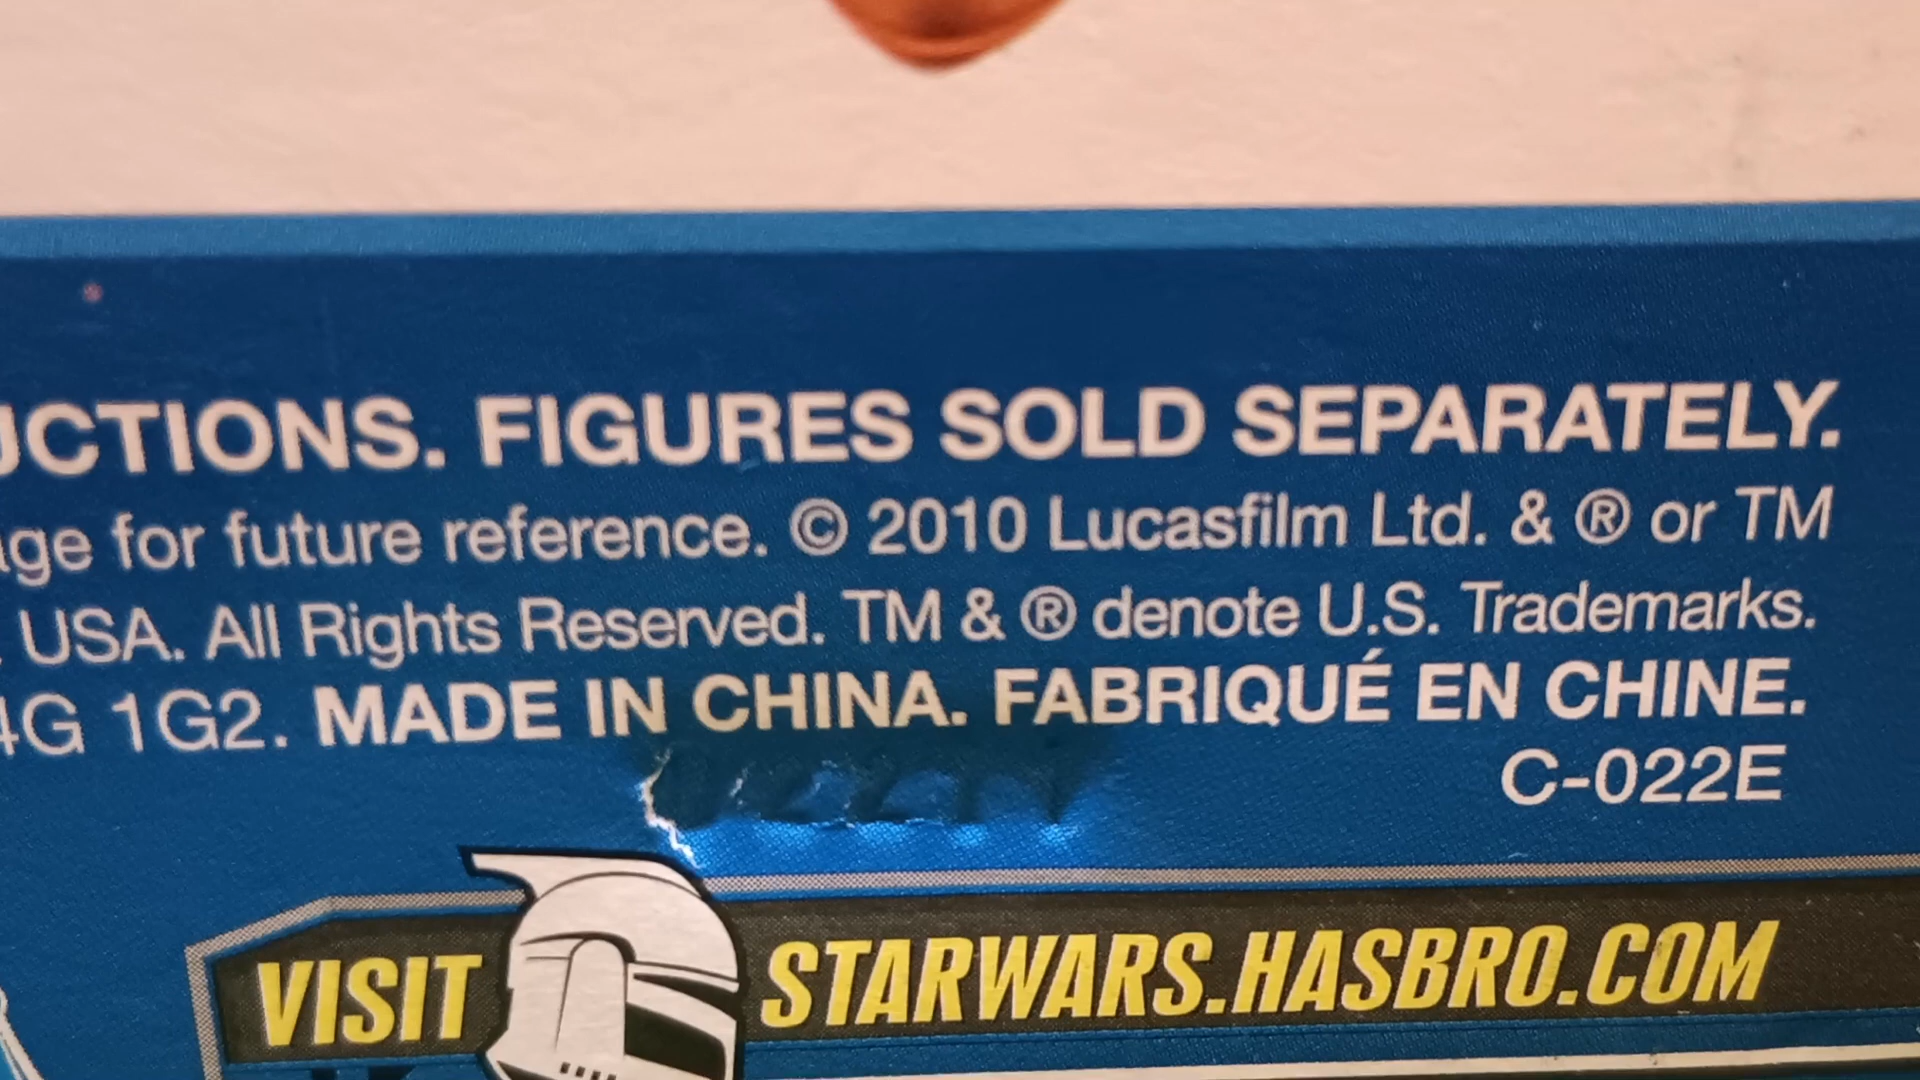 UCTIONS. FIGURES SOLD SEPARATELY.
age for future reference. © 2010 Lucasfilm Ltd. & ® or TM
USA. All Rights Reserved. TM & ® denote U.S. Trademarks.
4G 1G2. MADE IN CHINA. FABRIQUÉ EN CHINE.
C-022E
VISIT STARWARS.HASBRO.COM